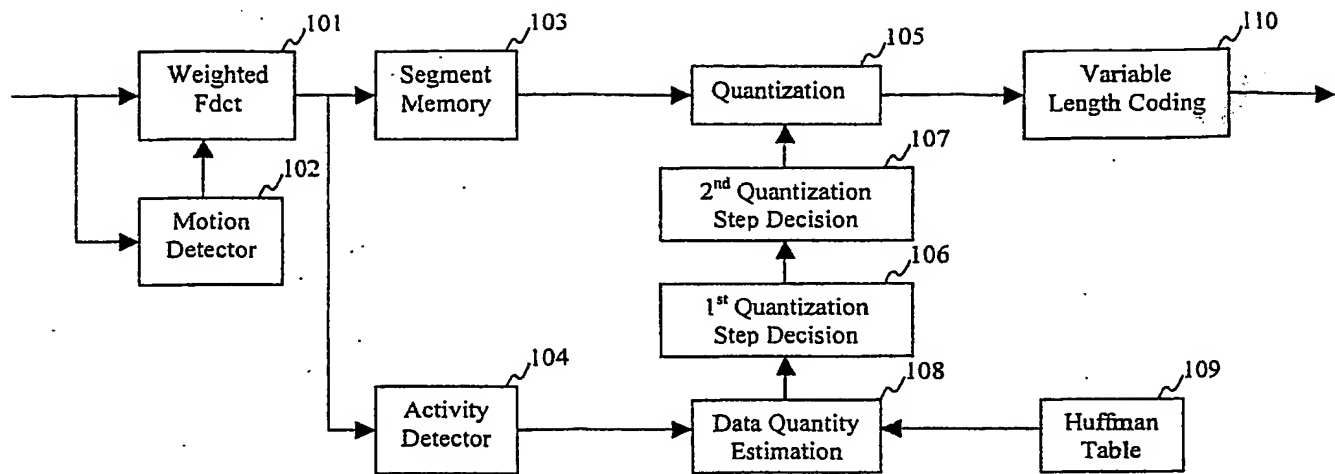 101
Weighted
Fdct
103
Segment
Memory
105
Quantization
110
Variable
Length Coding
102
Motion
Detector
107
2nd Quantization
Step Decision
106
1st Quantization
Step Decision
104
Activity
Detector
108
Data Quantity
Estimation
109
Huffman
Table